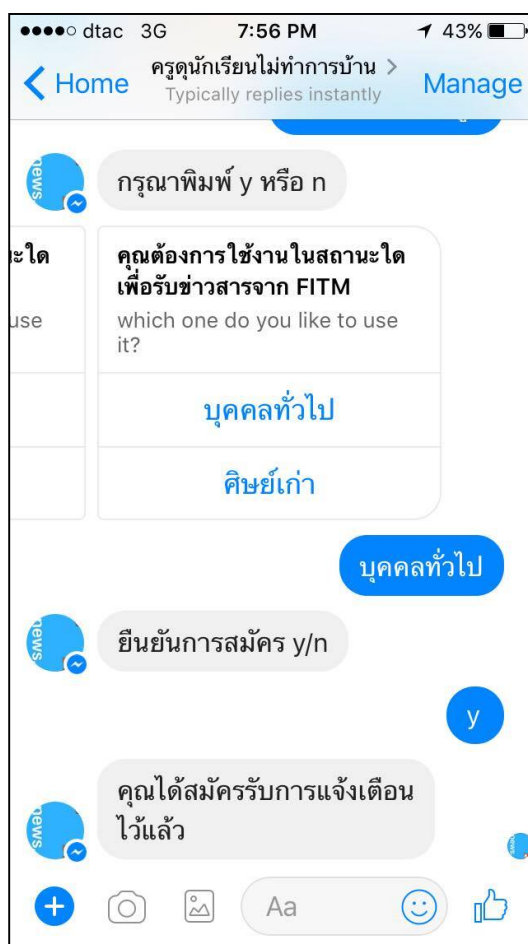 dtac 3G 7:56 PM 43%
Home ครูดุนักเรียนไม่ทำการบ้าน Manage
Typically replies instantly
news
กรุณาพิมพ์ y หรือ n
ะใด
use
คุณต้องการใช้งานในสถานะใด
เพื่อรับข่าวสารจาก FITM
which one do you like to use
it?
บุคคลทั่วไป
ศิษย์เก่า
บุคคลทั่วไป
news
ยืนยันการสมัคร y/n
y
news
คุณได้สมัครรับการแจ้งเตือน
ไว้แล้ว
Aa